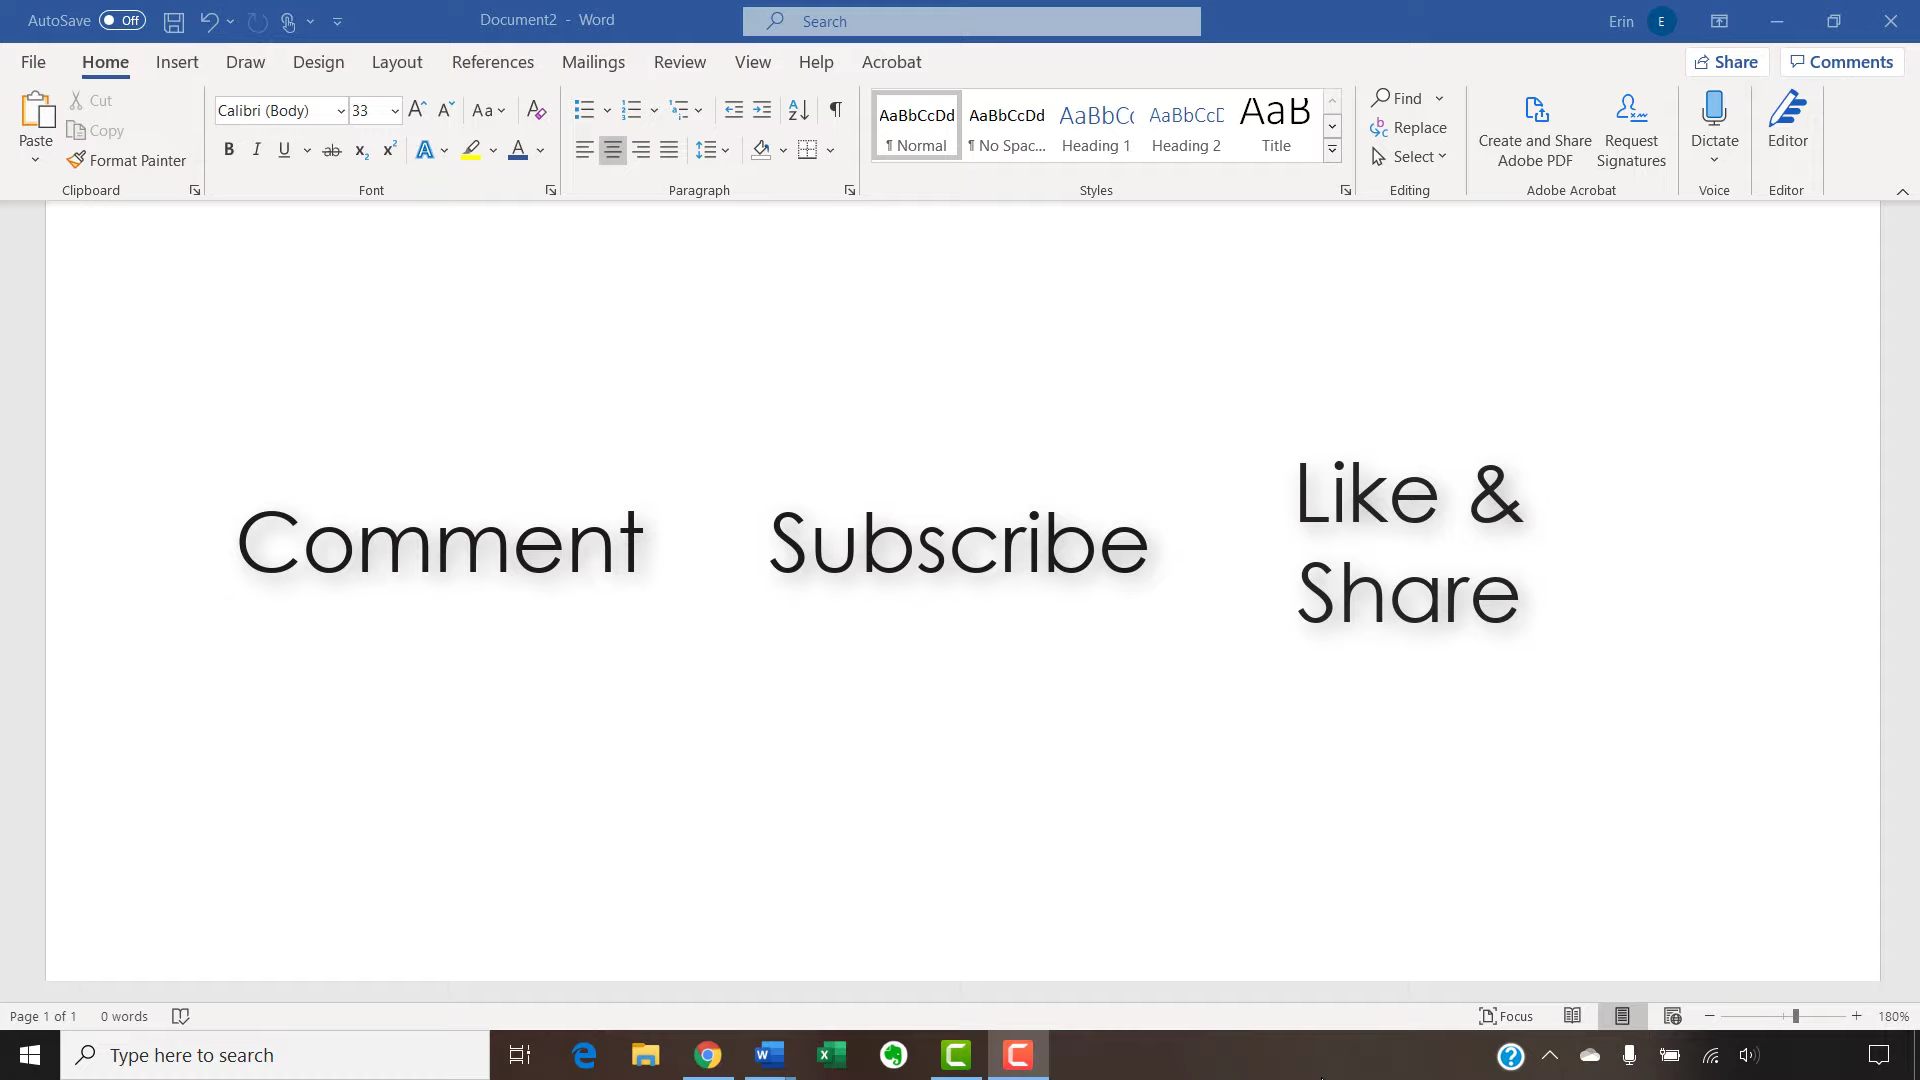 AutoSave Off Document2 - Word Search Erin E
File Home Insert Draw Design Layout References Mailings Review View Help Acrobat Share Comments
Paste Cut Copy Format Painter Clipboard
Calibri (Body) 33 Aa Font
Paragraph
AaBbCcDd ¶ Normal AaBbCcDd ¶ No Spac... AaBbCc Heading 1 AaBbCcD Heading 2 AaB Title Styles
Find Replace Select Editing
Create and Share Adobe PDF Request Signatures Adobe Acrobat
Dictate Voice
Editor Editor
Comment
Subscribe
Like &
Share
Page 1 of 1 0 words Focus 180%
Type here to search